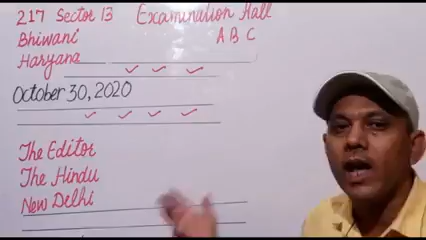 217 Sector 13 Examination Hall
Bhiwani A B C
Haryana
October 30, 2020
The Editor
The Hindu
New Delhi